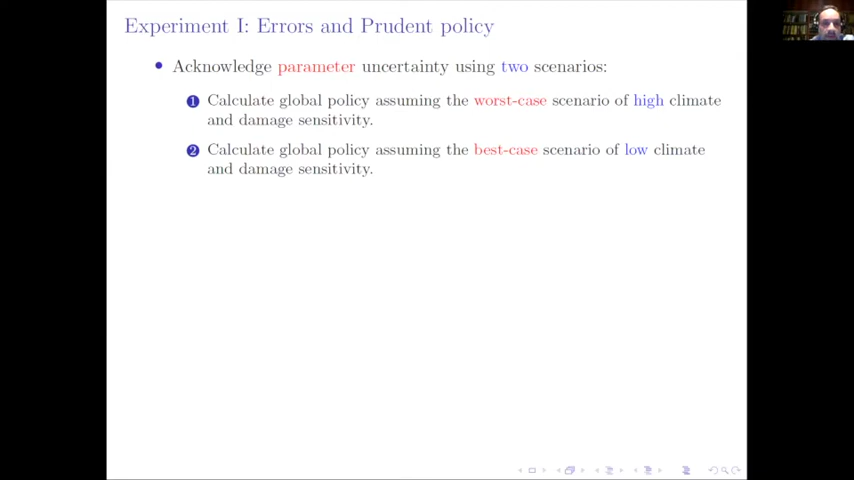 Experiment I: Errors and Prudent policy
• Acknowledge parameter uncertainty using two scenarios:
1 Calculate global policy assuming the worst-case scenario of high climate
and damage sensitivity.
2 Calculate global policy assuming the best-case scenario of low climate
and damage sensitivity.